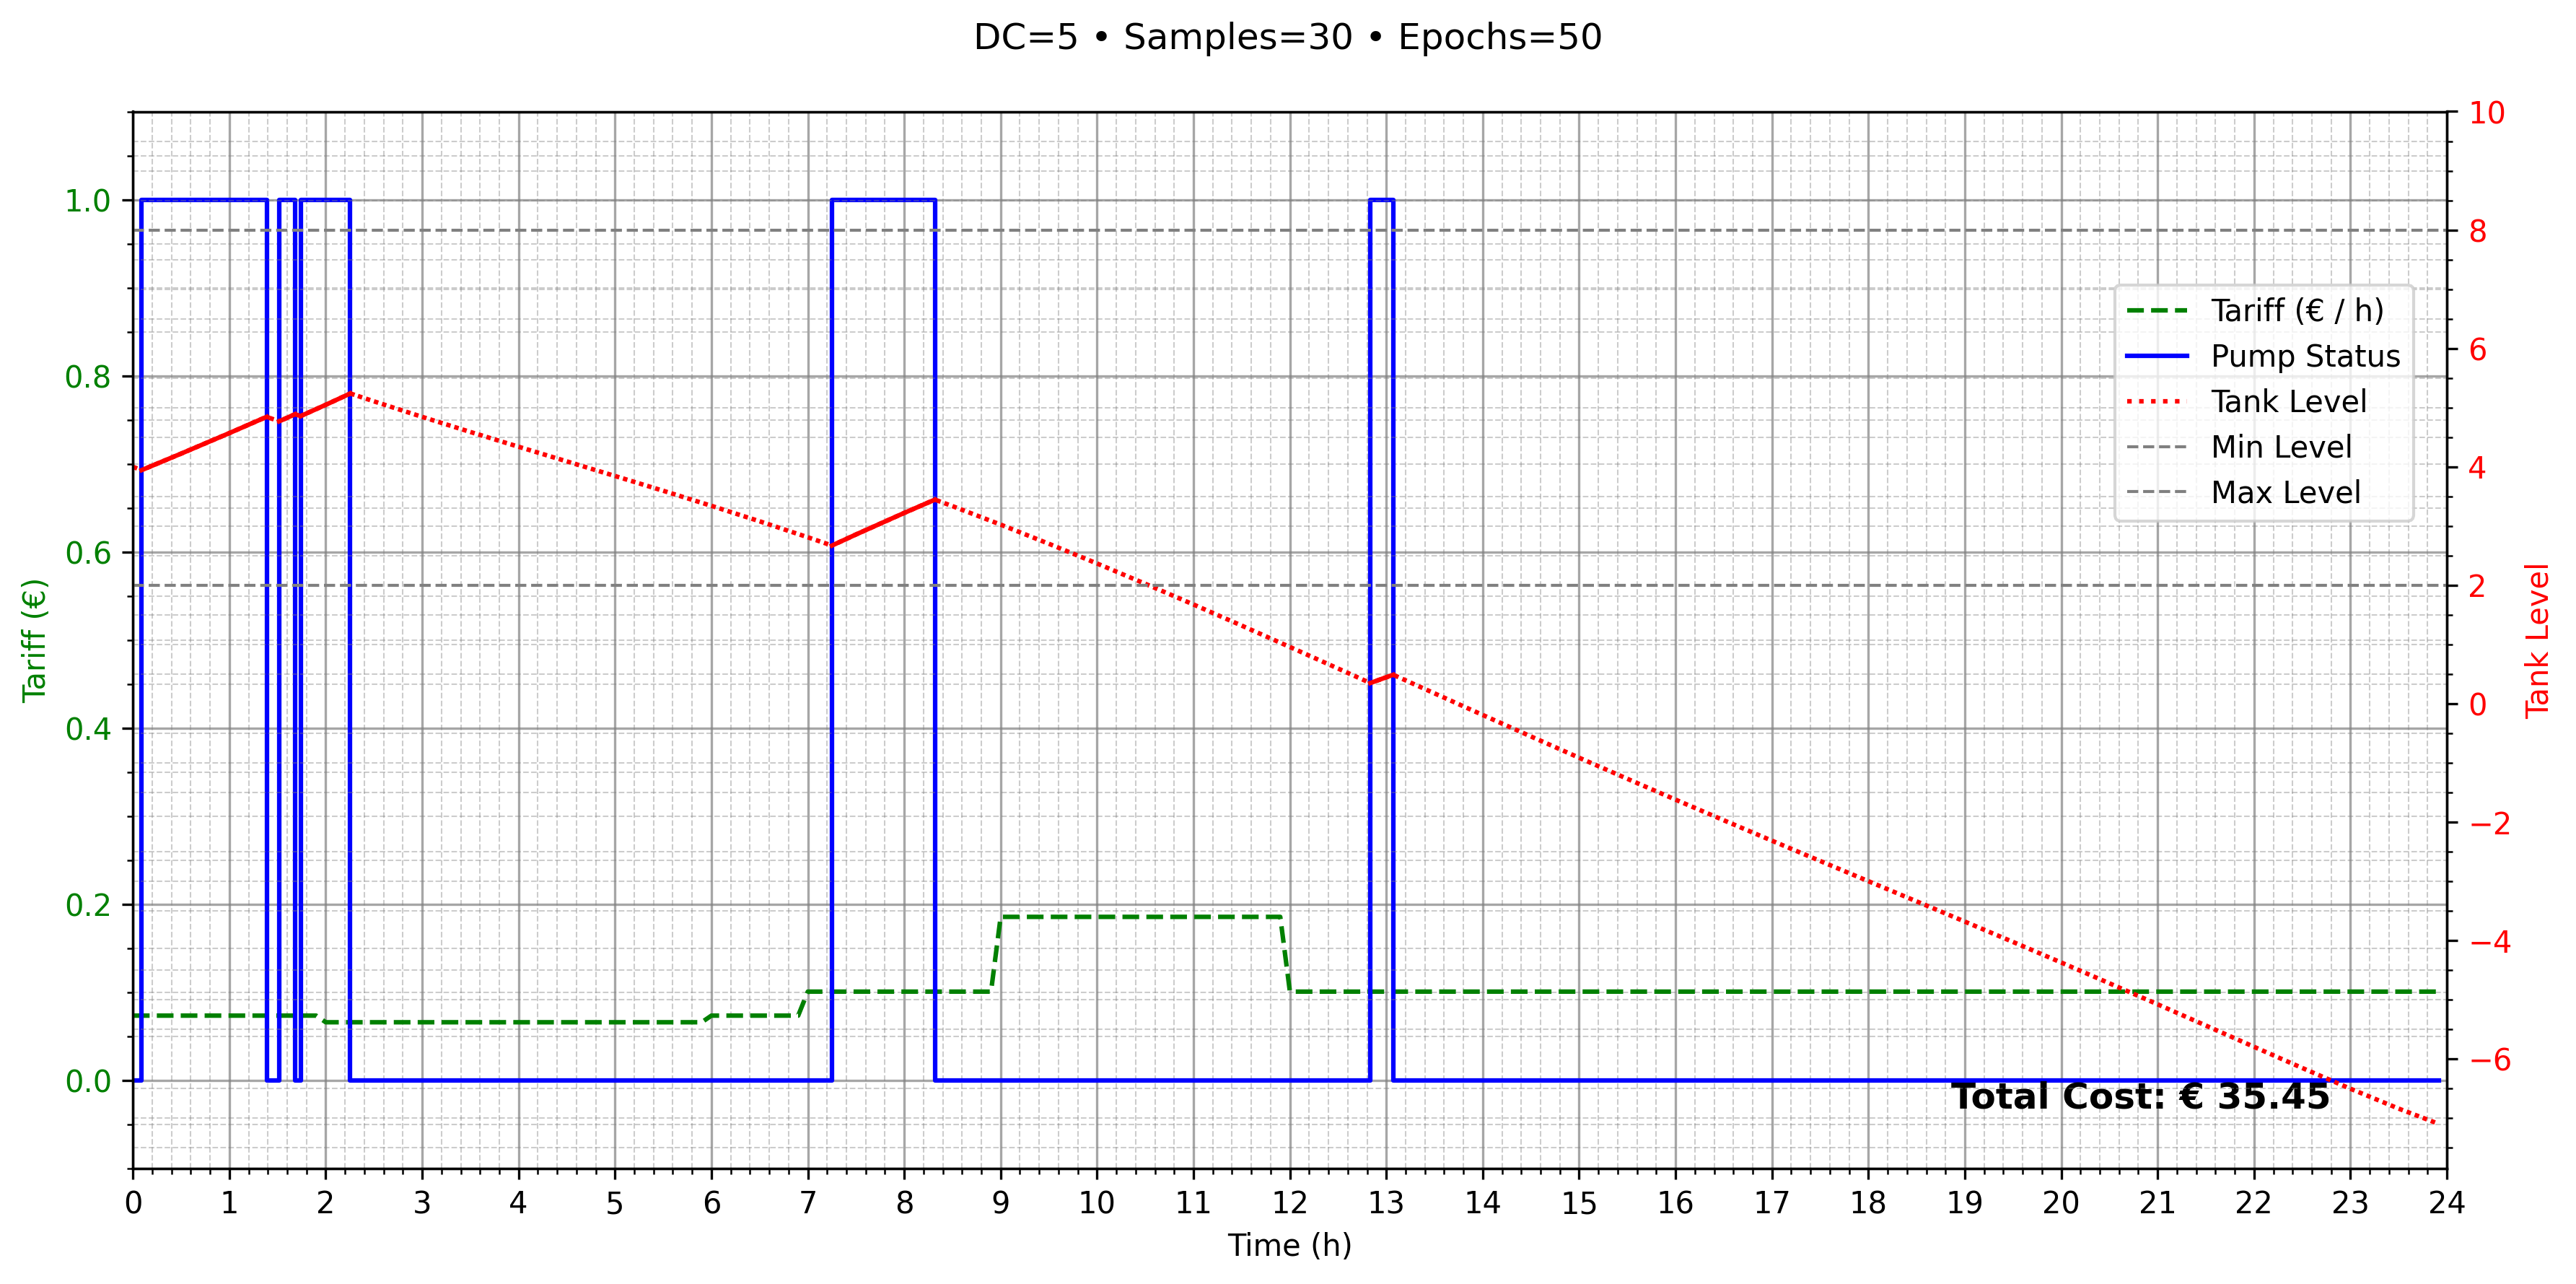 DC=5 • Samples=30 • Epochs=50
1.0
0.8
0.6
0.4
0.2
0.0
Tariff (€)
10
8
6
4
2
0
−2
−4
−6
Tank Level
Tariff (€ / h)
Pump Status
Tank Level
Min Level
Max Level
Total Cost: € 35.45
0 1 2 3 4 5 6 7 8 9 10 11 12 13 14 15 16 17 18 19 20 21 22 23 24
Time (h)